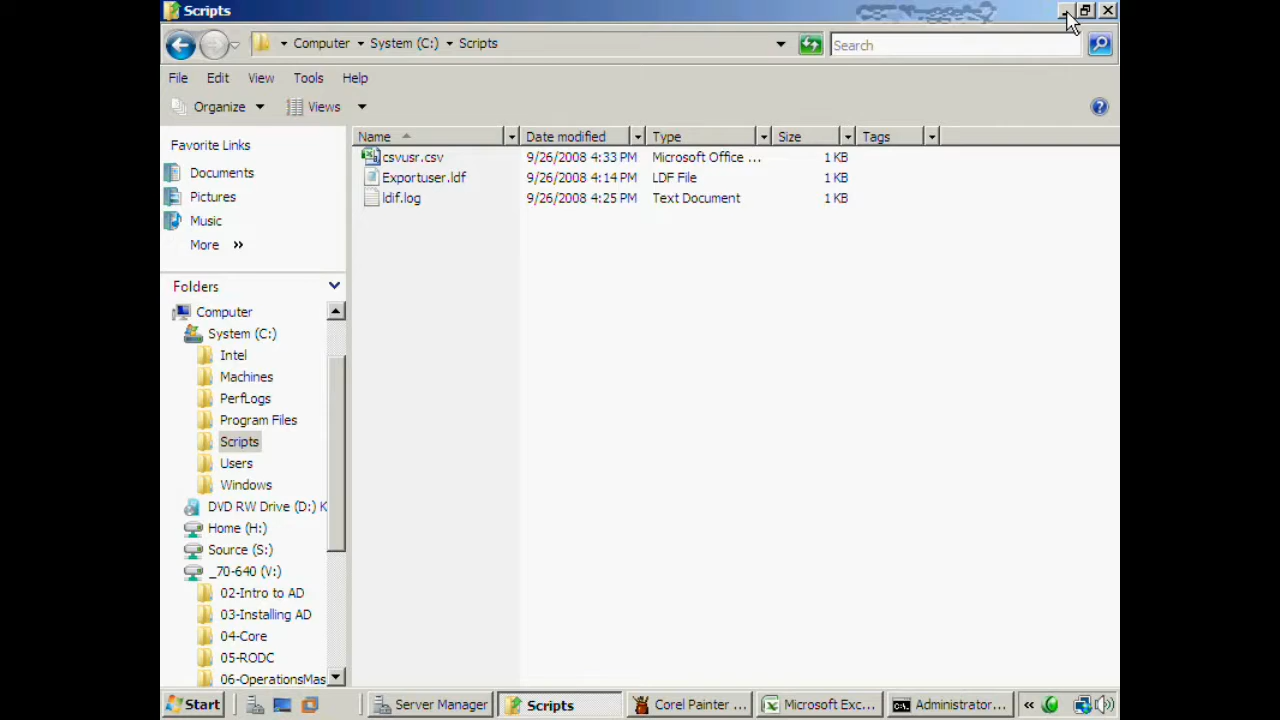 Scripts
Computer System (C:) Scripts
Search
File Edit View Tools Help
Organize Views
Favorite Links
Documents
Pictures
Music
More »
Folders
Computer
System (C:)
Intel
Machines
PerfLogs
Program Files
Scripts
Users
Windows
DVD RW Drive (D:) K
Home (H:)
Source (S:)
_70-640 (V:)
02-Intro to AD
03-Installing AD
04-Core
05-RODC
06-OperationsMas
Name Date modified Type Size Tags
csvusr.csv 9/26/2008 4:33 PM Microsoft Office ... 1 KB
Exportuser.ldf 9/26/2008 4:14 PM LDF File 1 KB
ldif.log 9/26/2008 4:25 PM Text Document 1 KB
Start Server Manager Scripts Corel Painter ... Microsoft Exc... Administrator... «